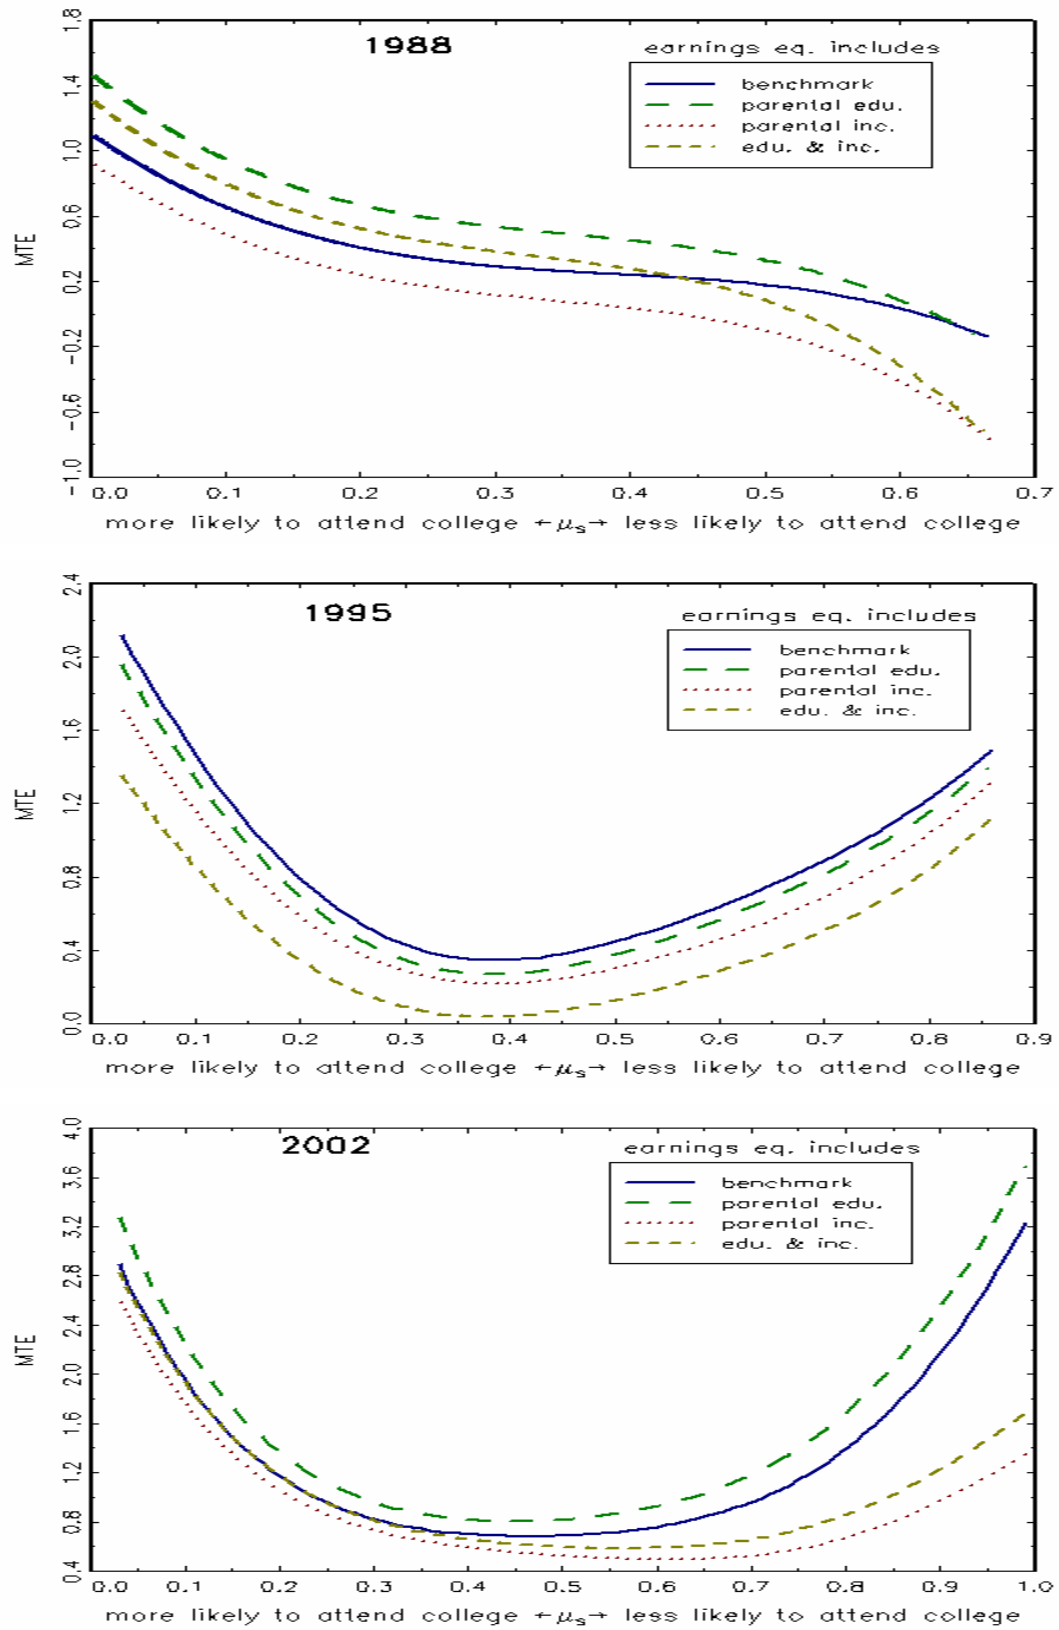 1988
earnings eq. includes
benchmark
parental edu.
parental inc.
edu. & inc.
MTE
1.8
1.4
1.0
0.6
0.2
-0.2
-0.6
-1.0
0.0 0.1 0.2 0.3 0.4 0.5 0.6 0.7
more likely to attend college ←μs→ less likely to attend college
1995
earnings eq. includes
benchmark
parental edu.
parental inc.
edu. & inc.
MTE
2.4
2.0
1.6
1.2
0.8
0.4
0.0
0.0 0.1 0.2 0.3 0.4 0.5 0.6 0.7 0.8 0.9
more likely to attend college ←μs→ less likely to attend college
2002
earnings eq. includes
benchmark
parental edu.
parental inc.
edu. & inc.
MTE
4.0
3.6
3.2
2.8
2.4
2.0
1.6
1.2
0.8
0.4
0.0 0.1 0.2 0.3 0.4 0.5 0.6 0.7 0.8 0.9 1.0
more likely to attend college ←μs→ less likely to attend college